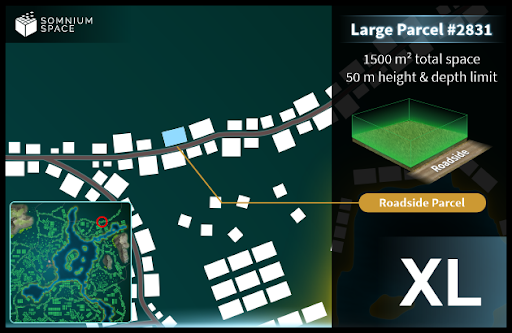 SOMNIUM
SPACE
Large Parcel #2831
1500 m² total space
50 m height & depth limit
Roadside
Roadside Parcel
XL